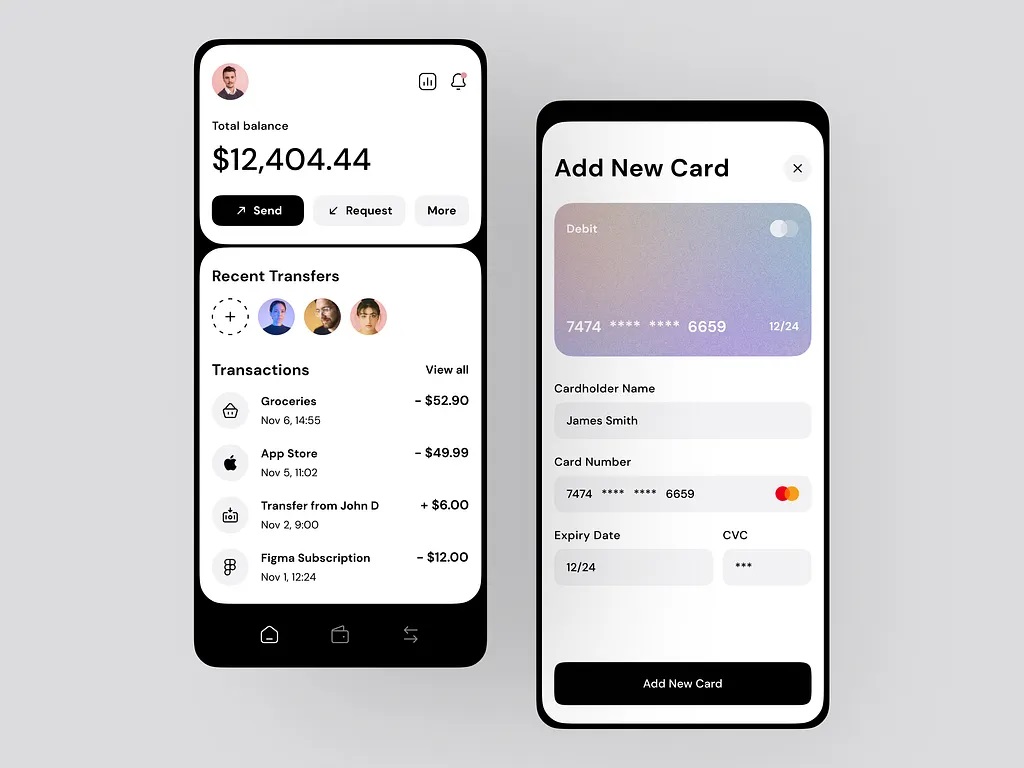 Total balance
$12,404.44
Send
Request
More
Recent Transfers
Transactions
View all
Groceries
- $52.90
Nov 6, 14:55
App Store
- $49.99
Nov 5, 11:02
Transfer from John D
+ $6.00
Nov 2, 9:00
Figma Subscription
- $12.00
Nov 1, 12:24
Add New Card
Debit
7474 **** **** 6659
12/24
Cardholder Name
James Smith
Card Number
7474 **** **** 6659
Expiry Date
CVC
12/24
***
Add New Card